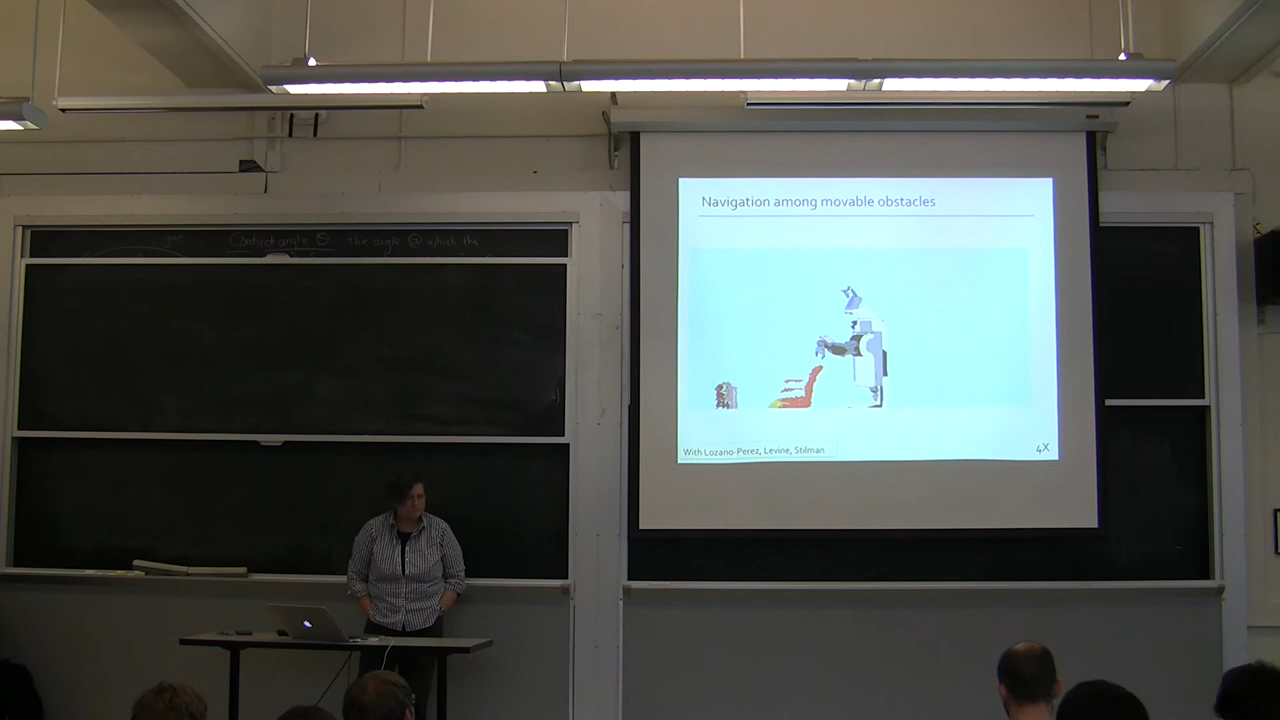 Contact angle θ the angle @ which the
Navigation among movable obstacles
With Lozano-Perez, Levine, Stilman
4X